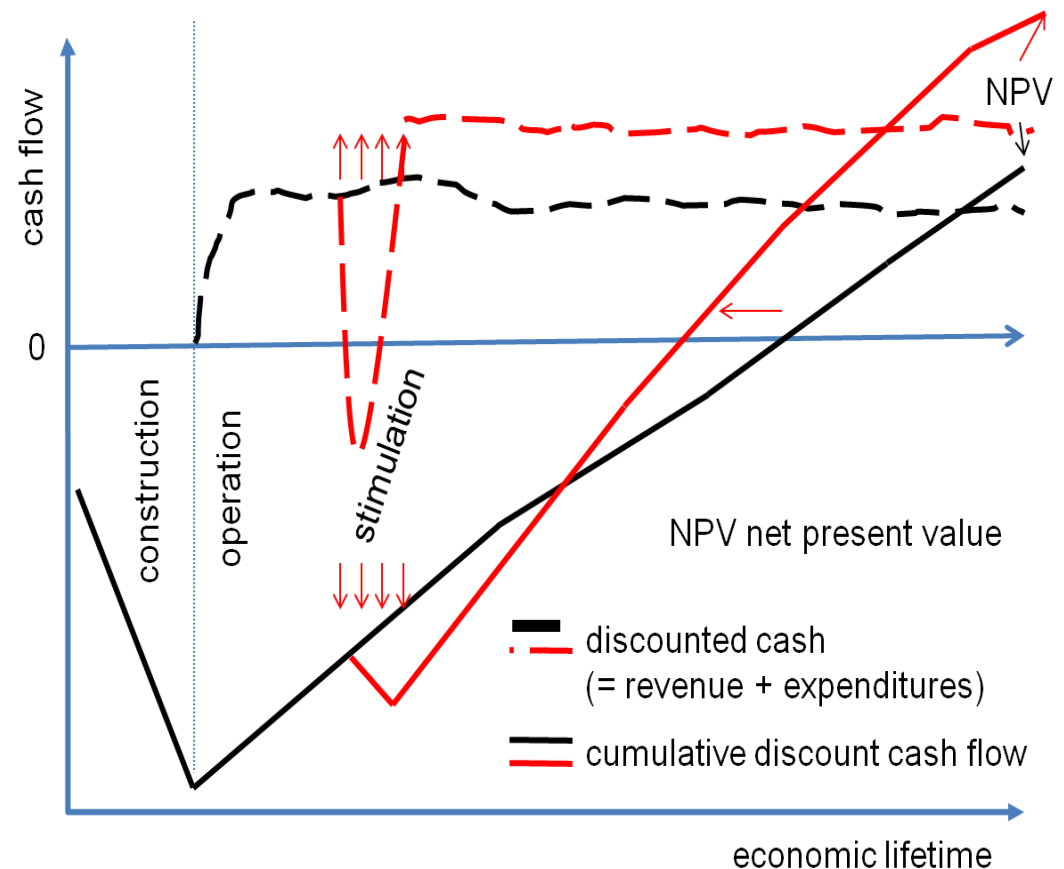 cash flow
NPV
0
construction
operation
stimulation
NPV net present value
discounted cash
(= revenue + expenditures)
cumulative discount cash flow
economic lifetime